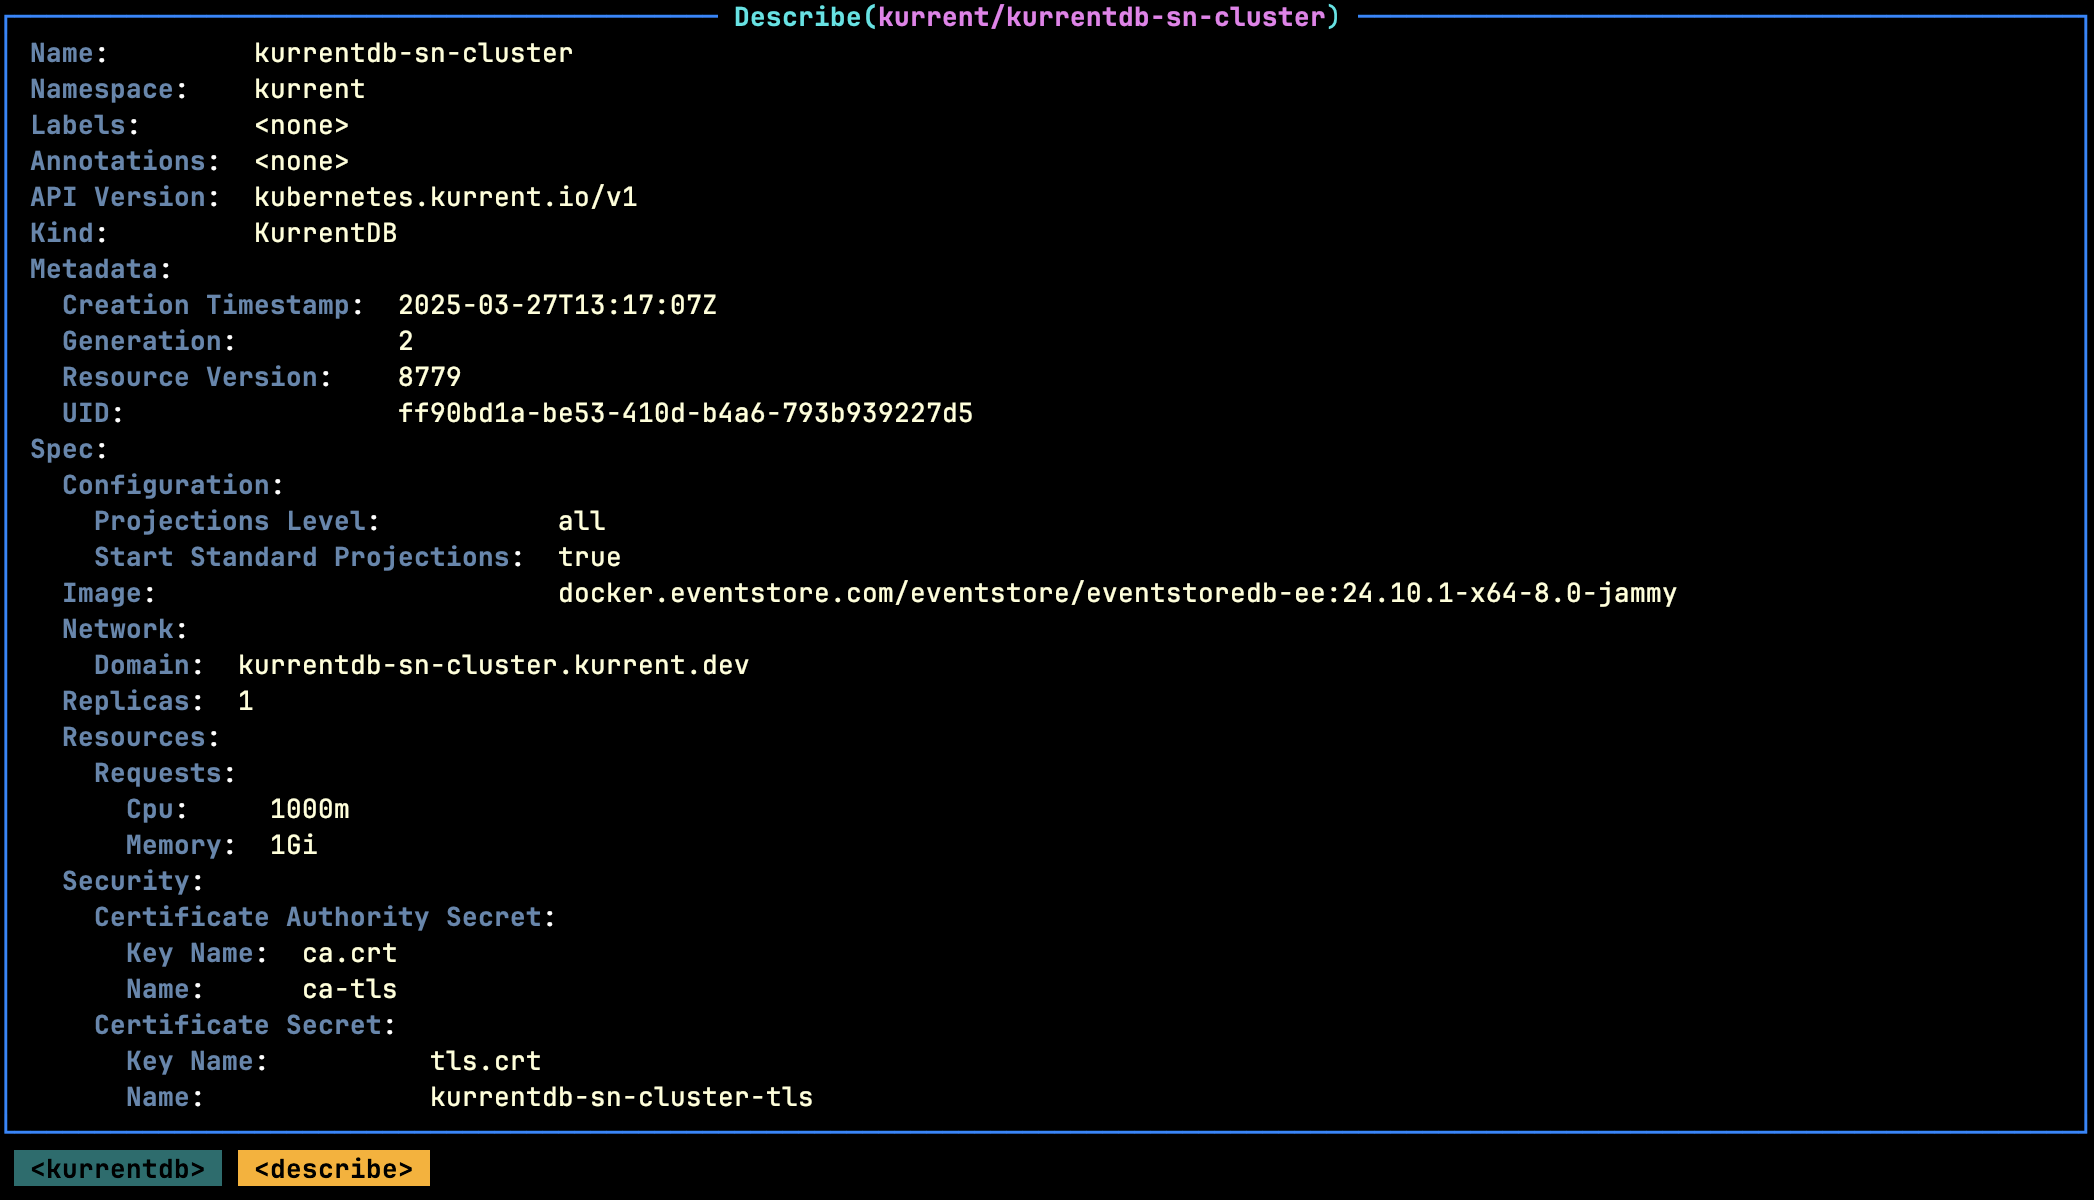 Describe(kurrent/kurrentdb-sn-cluster)
Name: kurrentdb-sn-cluster
Namespace: kurrent
Labels: <none>
Annotations: <none>
API Version: kubernetes.kurrent.io/v1
Kind: KurrentDB
Metadata:
Creation Timestamp: 2025-03-27T13:17:07Z
Generation: 2
Resource Version: 8779
UID: ff90bd1a-be53-410d-b4a6-793b939227d5
Spec:
Configuration:
Projections Level: all
Start Standard Projections: true
Image: docker.eventstore.com/eventstore/eventstoredb-ee:24.10.1-x64-8.0-jammy
Network:
Domain: kurrentdb-sn-cluster.kurrent.dev
Replicas: 1
Resources:
Requests:
Cpu: 1000m
Memory: 1Gi
Security:
Certificate Authority Secret:
Key Name: ca.crt
Name: ca-tls
Certificate Secret:
Key Name: tls.crt
Name: kurrentdb-sn-cluster-tls
<kurrentdb> <describe>